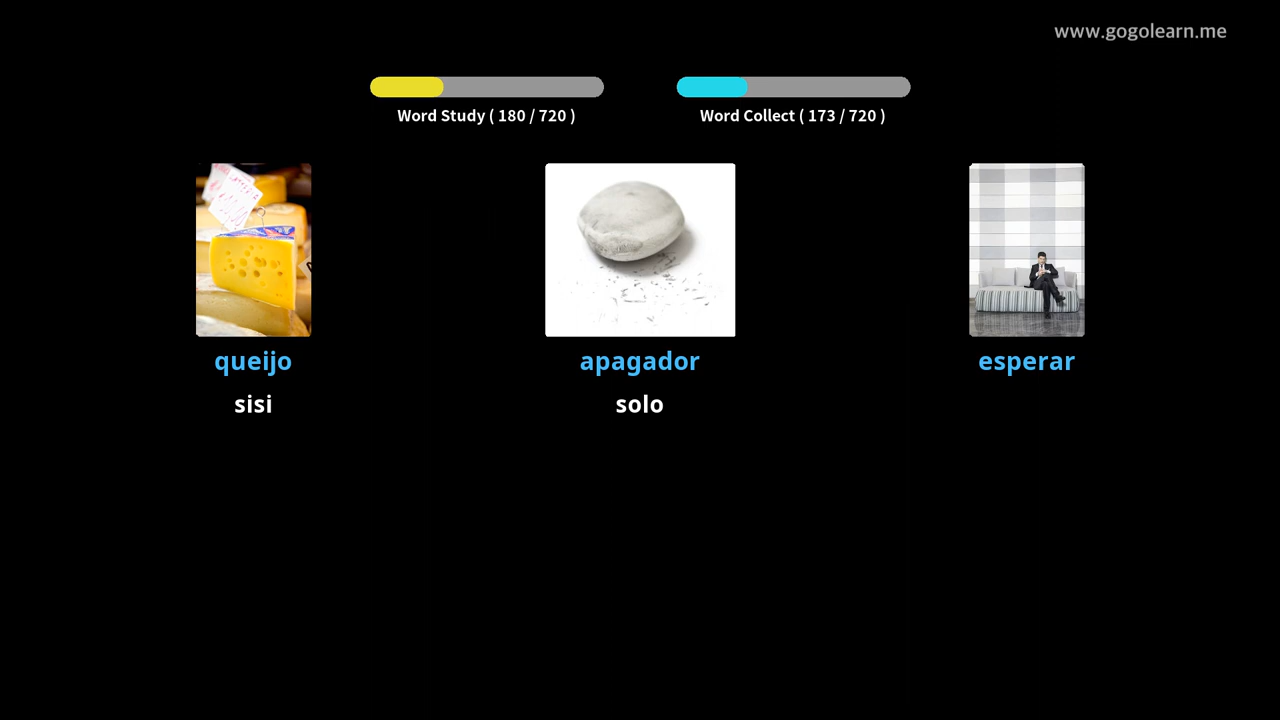 www.gogolearn.me
Word Study ( 180 / 720 )
Word Collect ( 173 / 720 )
queijo
apagador
esperar
sisi
solo